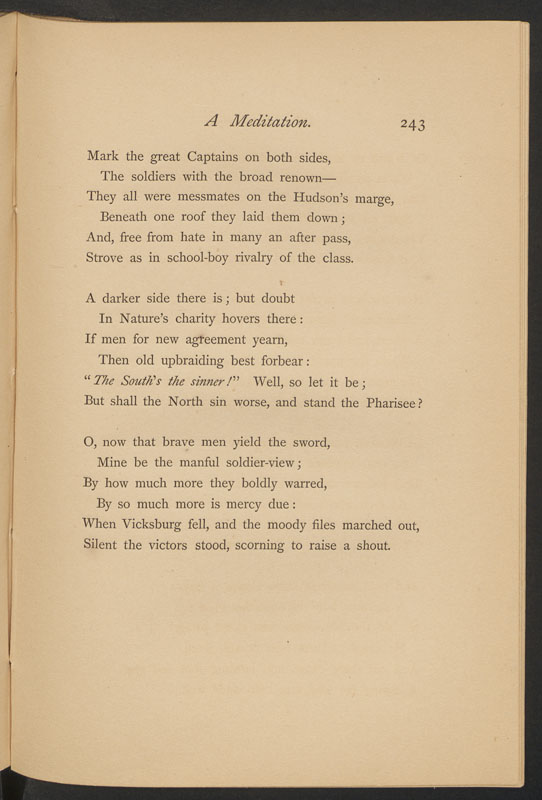 A Meditation. 243
Mark the great Captains on both sides,
The soldiers with the broad renown—
They all were messmates on the Hudson's marge,
Beneath one roof they laid them down;
And, free from hate in many an after pass,
Strove as in school-boy rivalry of the class.
A darker side there is; but doubt
In Nature's charity hovers there:
If men for new agreement yearn,
Then old upbraiding best forbear:
"The South's the sinner!" Well, so let it be;
But shall the North sin worse, and stand the Pharisee?
O, now that brave men yield the sword,
Mine be the manful soldier-view;
By how much more they boldly warred,
By so much more is mercy due:
When Vicksburg fell, and the moody files marched out,
Silent the victors stood, scorning to raise a shout.